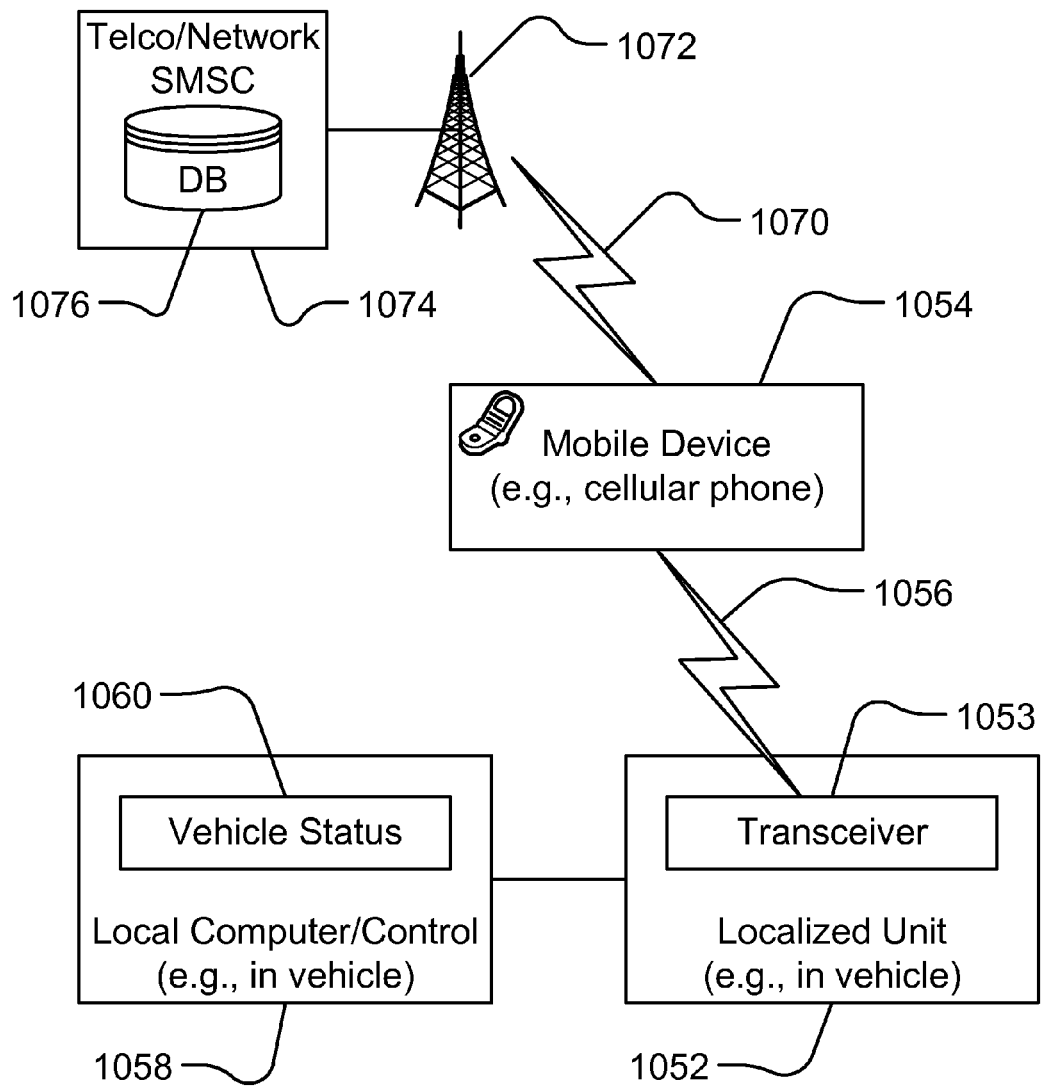 Telco/Network
SMSC
DB
1072
1070
1076
1074
1054
Mobile Device
(e.g., cellular phone)
1056
1060
1053
Vehicle Status
Transceiver
Local Computer/Control
(e.g., in vehicle)
Localized Unit
(e.g., in vehicle)
1058
1052